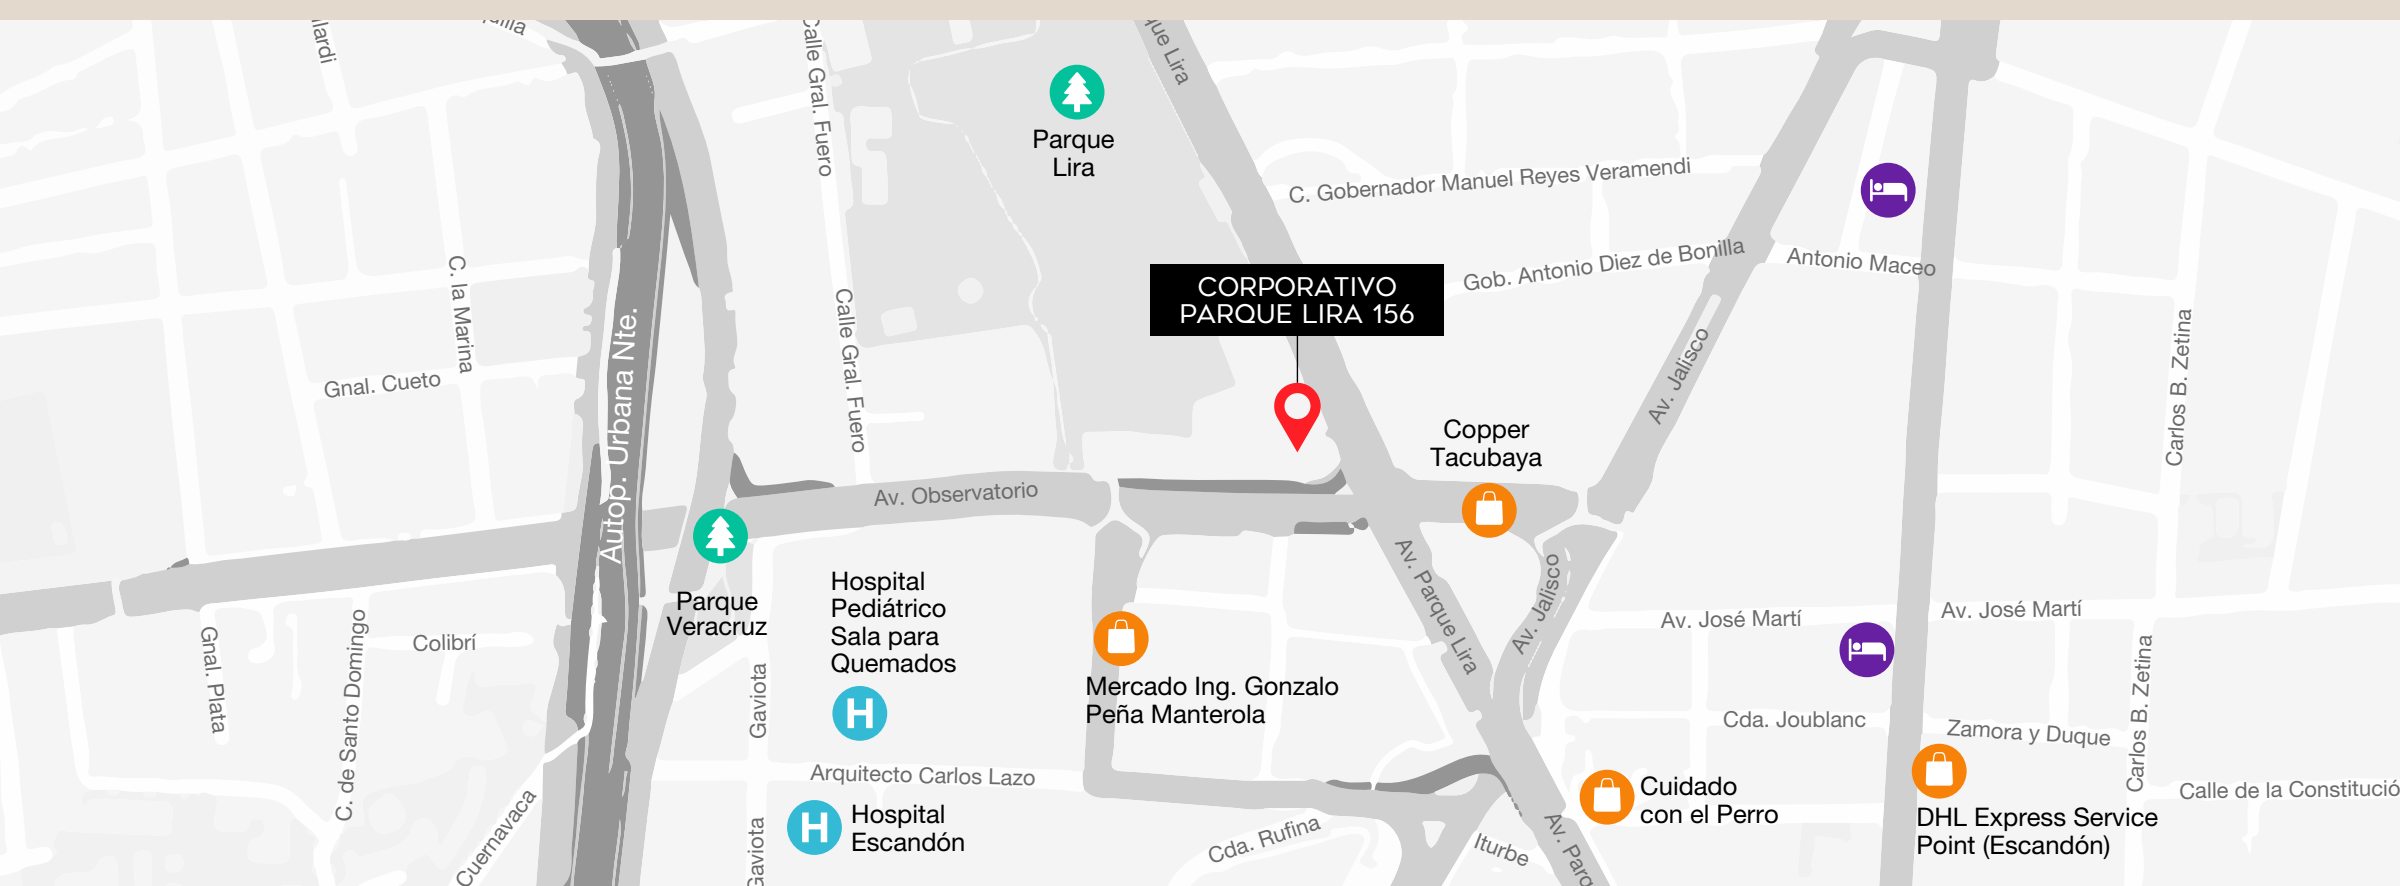 que Lira
Calle Gral. Fuero
Parque
Lira
C. Gobernador Manuel Reyes Veramendi
Gob. Antonio Diez de Bonilla
Antonio Maceo
CORPORATIVO
PARQUE LIRA 156
C. la Marina
Autop. Urbana Nte.
Calle Gral. Fuero
Gnal. Cueto
Av. Jalisco
Carlos B. Zetina
Copper
Tacubaya
Av. Observatorio
Av. Parque Lira
Av. Jalisco
Parque
Veracruz
Hospital
Pediátrico
Sala para
Quemados
Av. José Martí
Av. José Martí
Gnal. Plata
C. de Santo Domingo
Colibrí
Gaviota
Mercado Ing. Gonzalo
Peña Manterola
Cda. Joublanc
Zamora y Duque
Carlos B. Zetina
Arquitecto Carlos Lazo
Cuidado
con el Perro
Calle de la Constitució
DHL Express Service
Point (Escandón)
Hospital
Escandón
Gaviota
Cuernavaca
Cda. Rufina
Iturbe
Av. Parq